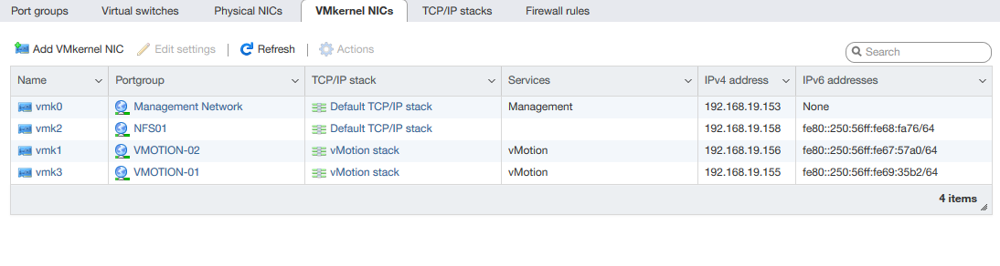 Port groups Virtual switches Physical NICs VMkernel NICs TCP/IP stacks Firewall rules
Add VMkernel NIC Edit settings Refresh Actions Search
Name Portgroup TCP/IP stack Services IPv4 address IPv6 addresses
vmk0 Management Network Default TCP/IP stack Management 192.168.19.153 None
vmk2 NFS01 Default TCP/IP stack 192.168.19.158 fe80::250:56ff:fe68:fa76/64
vmk1 VMOTION-02 vMotion stack vMotion 192.168.19.156 fe80::250:56ff:fe67:57a0/64
vmk3 VMOTION-01 vMotion stack vMotion 192.168.19.155 fe80::250:56ff:fe69:35b2/64
4 items